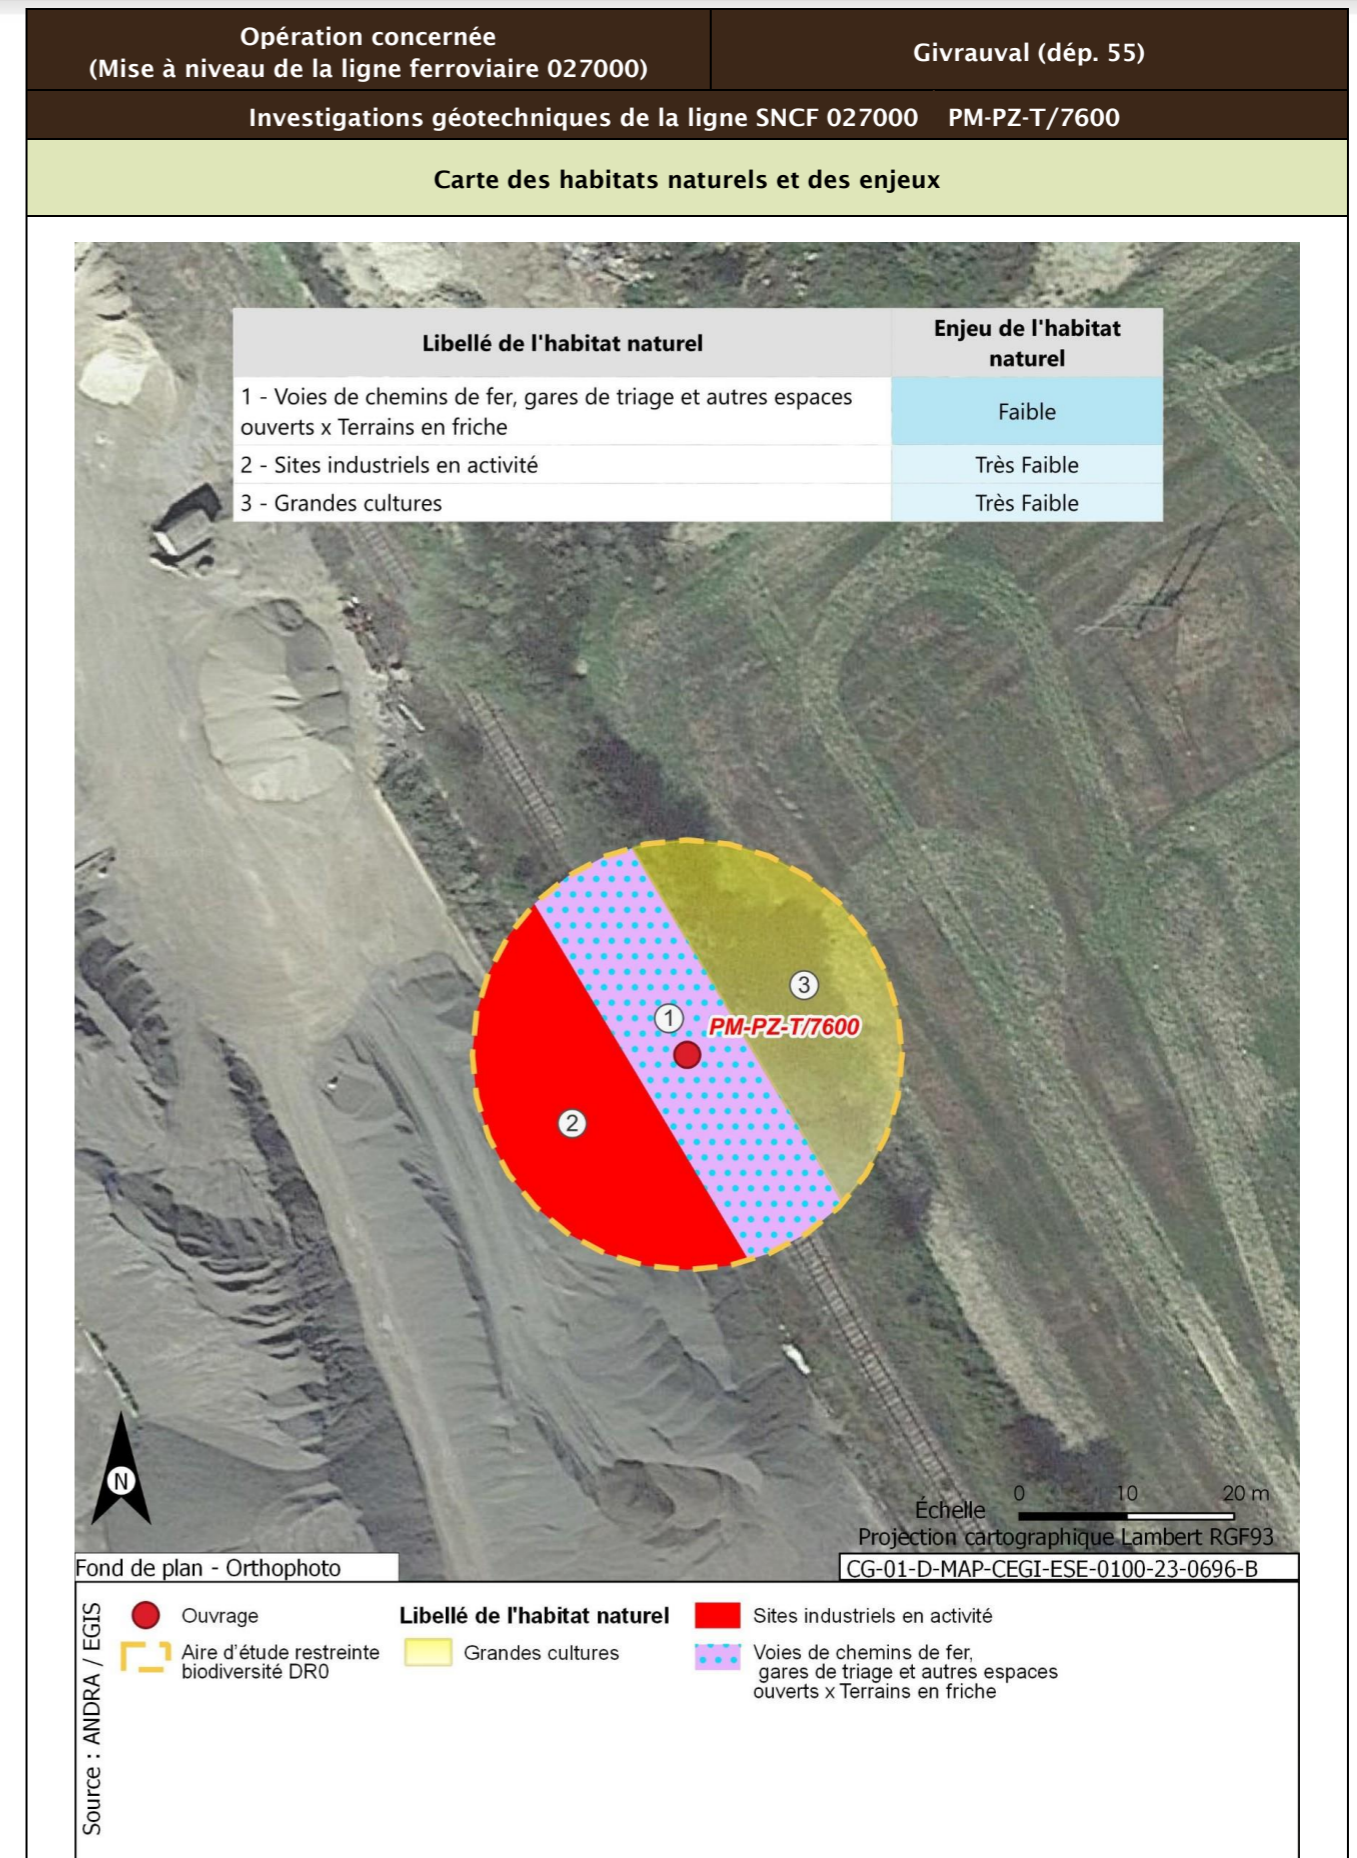 Opération concernée
(Mise à niveau de la ligne ferroviaire 027000)
Givrauval (dép. 55)
Investigations géotechniques de la ligne SNCF 027000 PM-PZ-T/7600
Carte des habitats naturels et des enjeux
Libellé de l'habitat naturel
Enjeu de l'habitat
naturel
1 - Voies de chemins de fer, gares de triage et autres espaces
ouverts x Terrains en friche
Faible
2 - Sites industriels en activité
Très Faible
3 - Grandes cultures
Très Faible
3
1
PM-PZ-T/7600
2
N
0 10 20 m
Échelle
Projection cartographique Lambert RGF93
Fond de plan - Orthophoto
CG-01-D-MAP-CEGI-ESE-0100-23-0696-B
Source : ANDRA / EGIS
Ouvrage
Aire d'étude restreinte
biodiversité DR0
Libellé de l'habitat naturel
Grandes cultures
Sites industriels en activité
Voies de chemins de fer,
gares de triage et autres espaces
ouverts x Terrains en friche